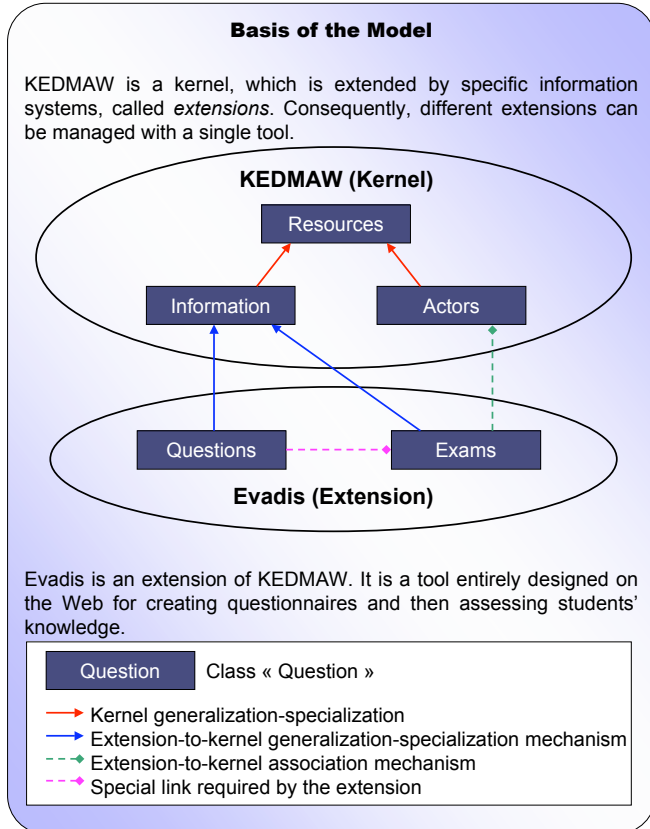 Basis of the Model
KEDMAW is a kernel, which is extended by specific information
systems, called extensions. Consequently, different extensions can
be managed with a single tool.
KEDMAW (Kernel)
Resources
Information
Actors
Questions
Exams
Evadis (Extension)
Evadis is an extension of KEDMAW. It is a tool entirely designed on
the Web for creating questionnaires and then assessing students’
knowledge.
Question
Class « Question »
Kernel generalization-specialization
Extension-to-kernel generalization-specialization mechanism
Extension-to-kernel association mechanism
Special link required by the extension